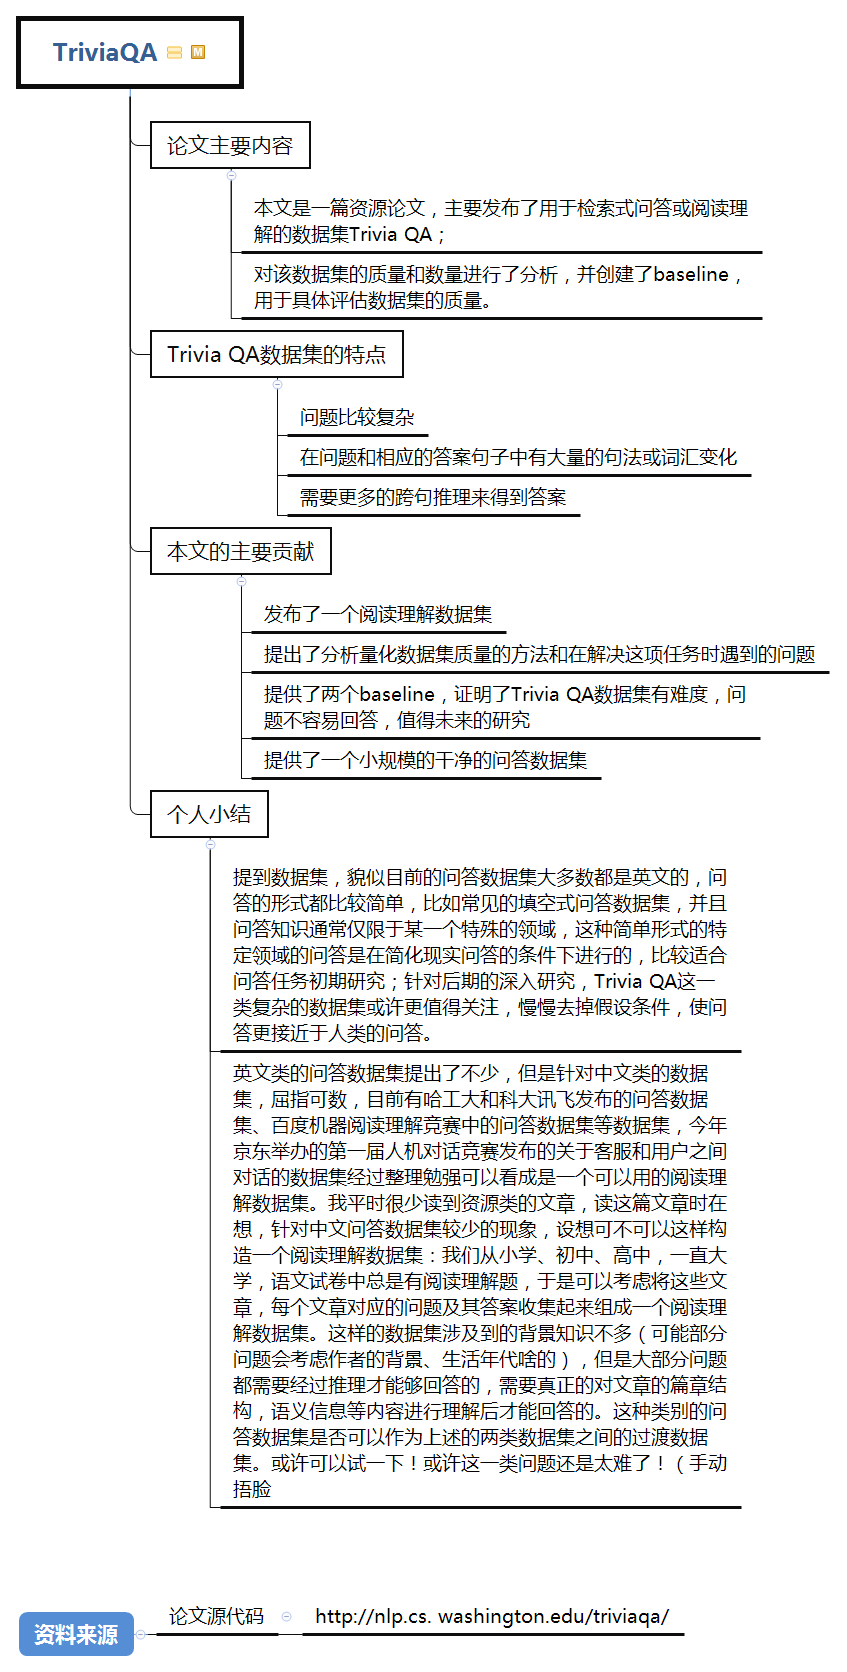 TriviaQA
论文主要内容
本文是一篇资源论文，主要发布了用于检索式问答或阅读理
解的数据集Trivia QA；
对该数据集的质量和数量进行了分析，并创建了baseline，
用于具体评估数据集的质量。
Trivia QA数据集的特点
问题比较复杂
在问题和相应的答案句子中有大量的句法或词汇变化
需要更多的跨句推理来得到答案
本文的主要贡献
发布了一个阅读理解数据集
提出了分析量化数据集质量的方法和在解决这项任务时遇到的问题
提供了两个baseline，证明了Trivia QA数据集有难度，问
题不容易回答，值得未来的研究
提供了一个小规模的干净的问答数据集
个人小结
提到数据集，貌似目前的问答数据集大多数都是英文的，问
答的形式都比较简单，比如常见的填空式问答数据集，并且
问答知识通常仅限于某一个特殊的领域，这种简单形式的特
定领域的问答是在简化现实问答的条件下进行的，比较适合
问答任务初期研究；针对后期的深入研究，Trivia QA这一
类复杂的数据集或许更值得关注，慢慢去掉假设条件，使问
答更接近于人类的问答。
英文类的问答数据集提出了不少，但是针对中文类的数据
集，屈指可数，目前有哈工大和科大讯飞发布的问答数据
集、百度机器阅读理解竞赛中的问答数据集等数据集，今年
京东举办的第一届人机对话竞赛发布的关于客服和用户之间
对话的数据集经过整理勉强可以看成是一个可以用的阅读理
解数据集。我平时很少读到资源类的文章，读这篇文章时在
想，针对中文问答数据集较少的现象，设想可不可以这样构
造一个阅读理解数据集：我们从小学、初中、高中，一直大
学，语文试卷中总是有阅读理解题，于是可以考虑将这些文
章，每个文章对应的问题及其答案收集起来组成一个阅读理
解数据集。这样的数据集涉及到的背景知识不多（可能部分
问题会考虑作者的背景、生活年代啥的），但是大部分问题
都需要经过推理才能够回答的，需要真正的对文章的篇章结
构，语义信息等内容进行理解后才能回答的。这种类别的问
答数据集是否可以作为上述的两类数据集之间的过渡数据
集。或许可以试一下！或许这一类问题还是太难了！（手动
捂脸
资料来源
论文源代码
http://nlp.cs. washington.edu/triviaqa/